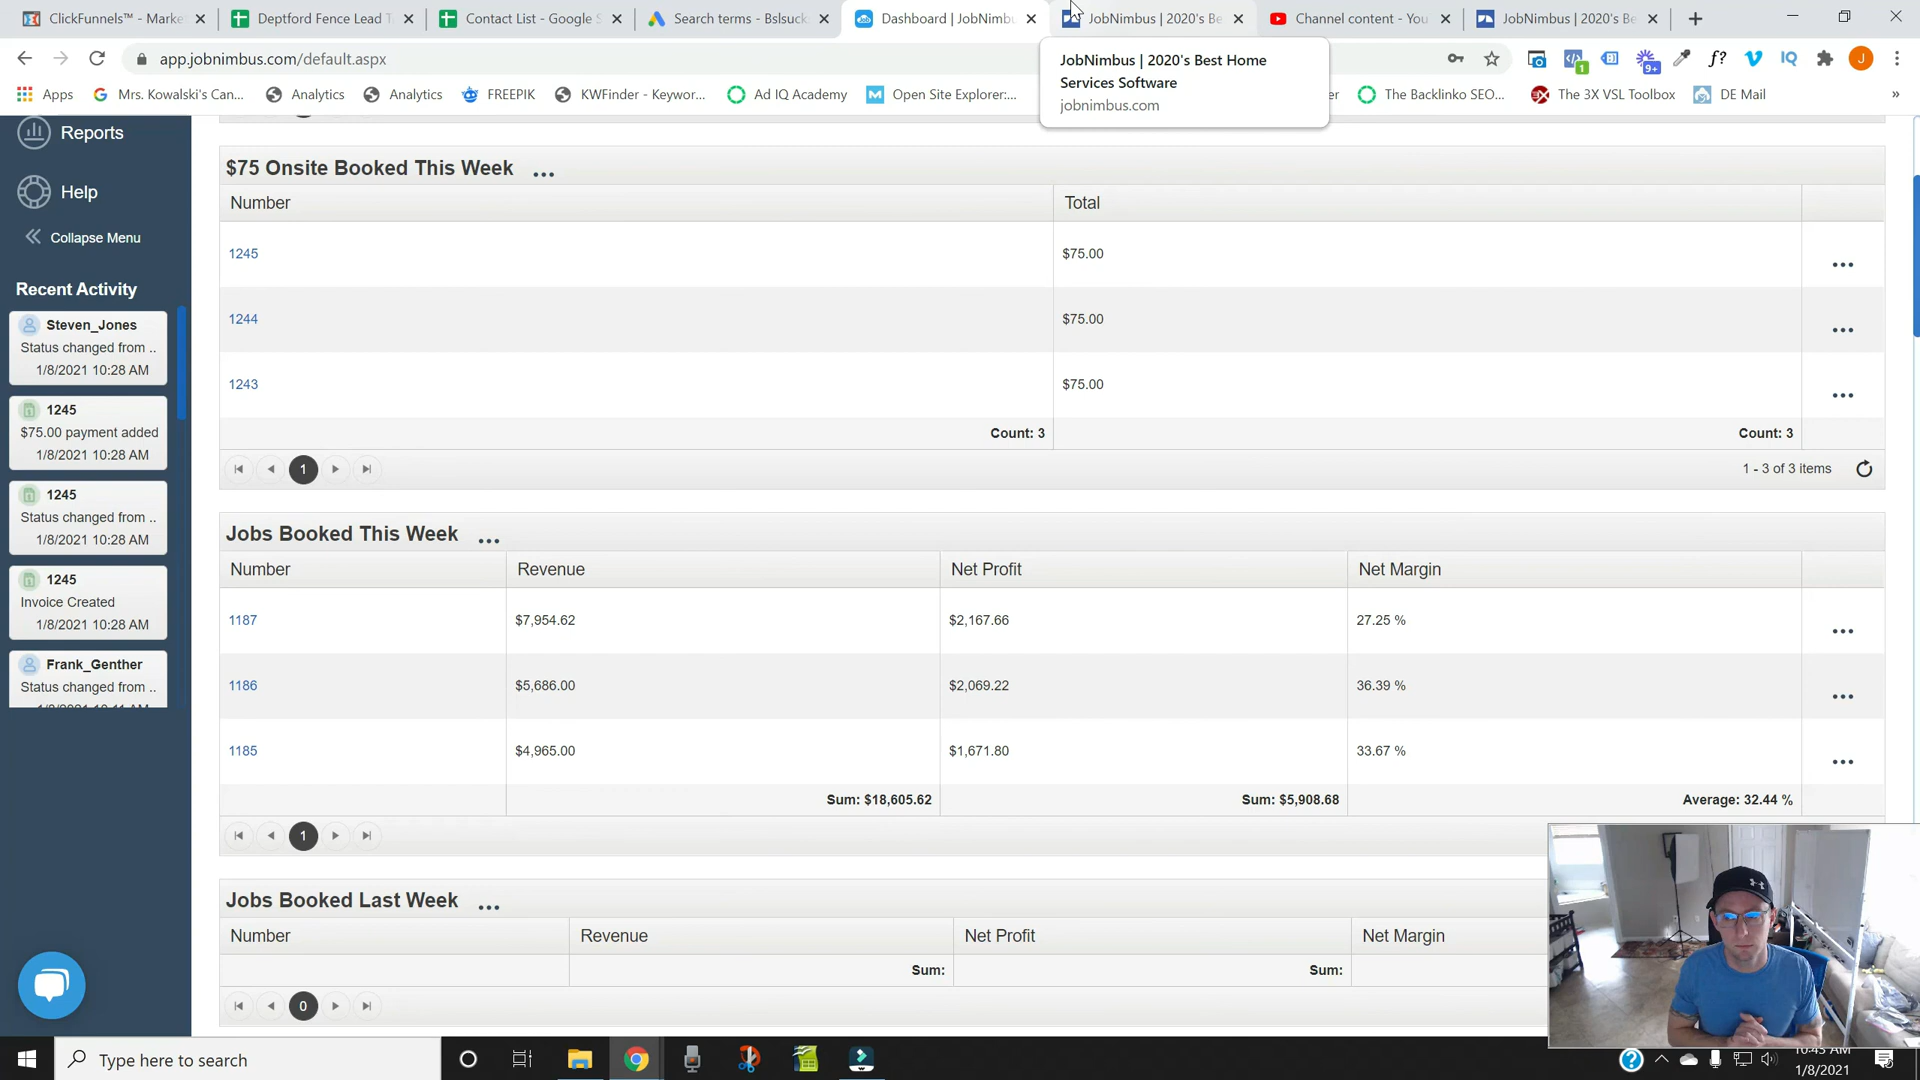 ClickFunnels™ - Marke
Deptford Fence Lead T
Contact List - Google S
Search terms - Bslsuck
Dashboard | JobNimbu
JobNimbus | 2020's Be
Channel content - You
JobNimbus | 2020's Be
app.jobnimbus.com/default.aspx
JobNimbus | 2020's Best Home
Services Software
jobnimbus.com
Apps
Mrs. Kowalski's Can...
Analytics
Analytics
FREEPIK
KWFinder - Keywor...
Ad IQ Academy
Open Site Explorer:...
er
The Backlinko SEO...
The 3X VSL Toolbox
DE Mail
»
Reports
Help
Collapse Menu
Recent Activity
Steven_Jones
Status changed from ..
1/8/2021 10:28 AM
1245
$75.00 payment added
1/8/2021 10:28 AM
1245
Status changed from ..
1/8/2021 10:28 AM
1245
Invoice Created
1/8/2021 10:28 AM
Frank_Genther
Status changed from ..
$75 Onsite Booked This Week ...
Number Total
1245 $75.00 ...
1244 $75.00 ...
1243 $75.00 ...
Count: 3 Count: 3
1 1 - 3 of 3 items
Jobs Booked This Week ...
Number Revenue Net Profit Net Margin
1187 $7,954.62 $2,167.66 27.25 % ...
1186 $5,686.00 $2,069.22 36.39 % ...
1185 $4,965.00 $1,671.80 33.67 % ...
Sum: $18,605.62 Sum: $5,908.68 Average: 32.44 %
1
Jobs Booked Last Week ...
Number Revenue Net Profit Net Margin
Sum: Sum:
0
Type here to search
10:43 AM
1/8/2021